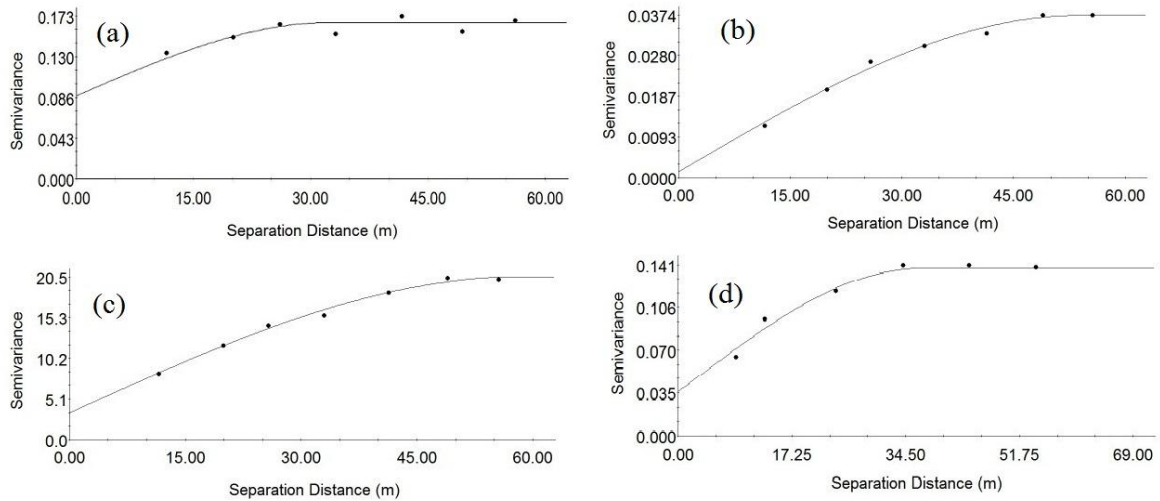 (a)
Semivariance
0.173
0.130
0.086
0.043
0.000
0.00 15.00 30.00 45.00 60.00
Separation Distance (m)
(b)
Semivariance
0.0374
0.0280
0.0187
0.0093
0.0000
0.00 15.00 30.00 45.00 60.00
Separation Distance (m)
(c)
Semivariance
20.5
15.3
10.2
5.1
0.0
0.00 15.00 30.00 45.00 60.00
Separation Distance (m)
(d)
Semivariance
0.141
0.106
0.070
0.035
0.000
0.00 17.25 34.50 51.75 69.00
Separation Distance (m)